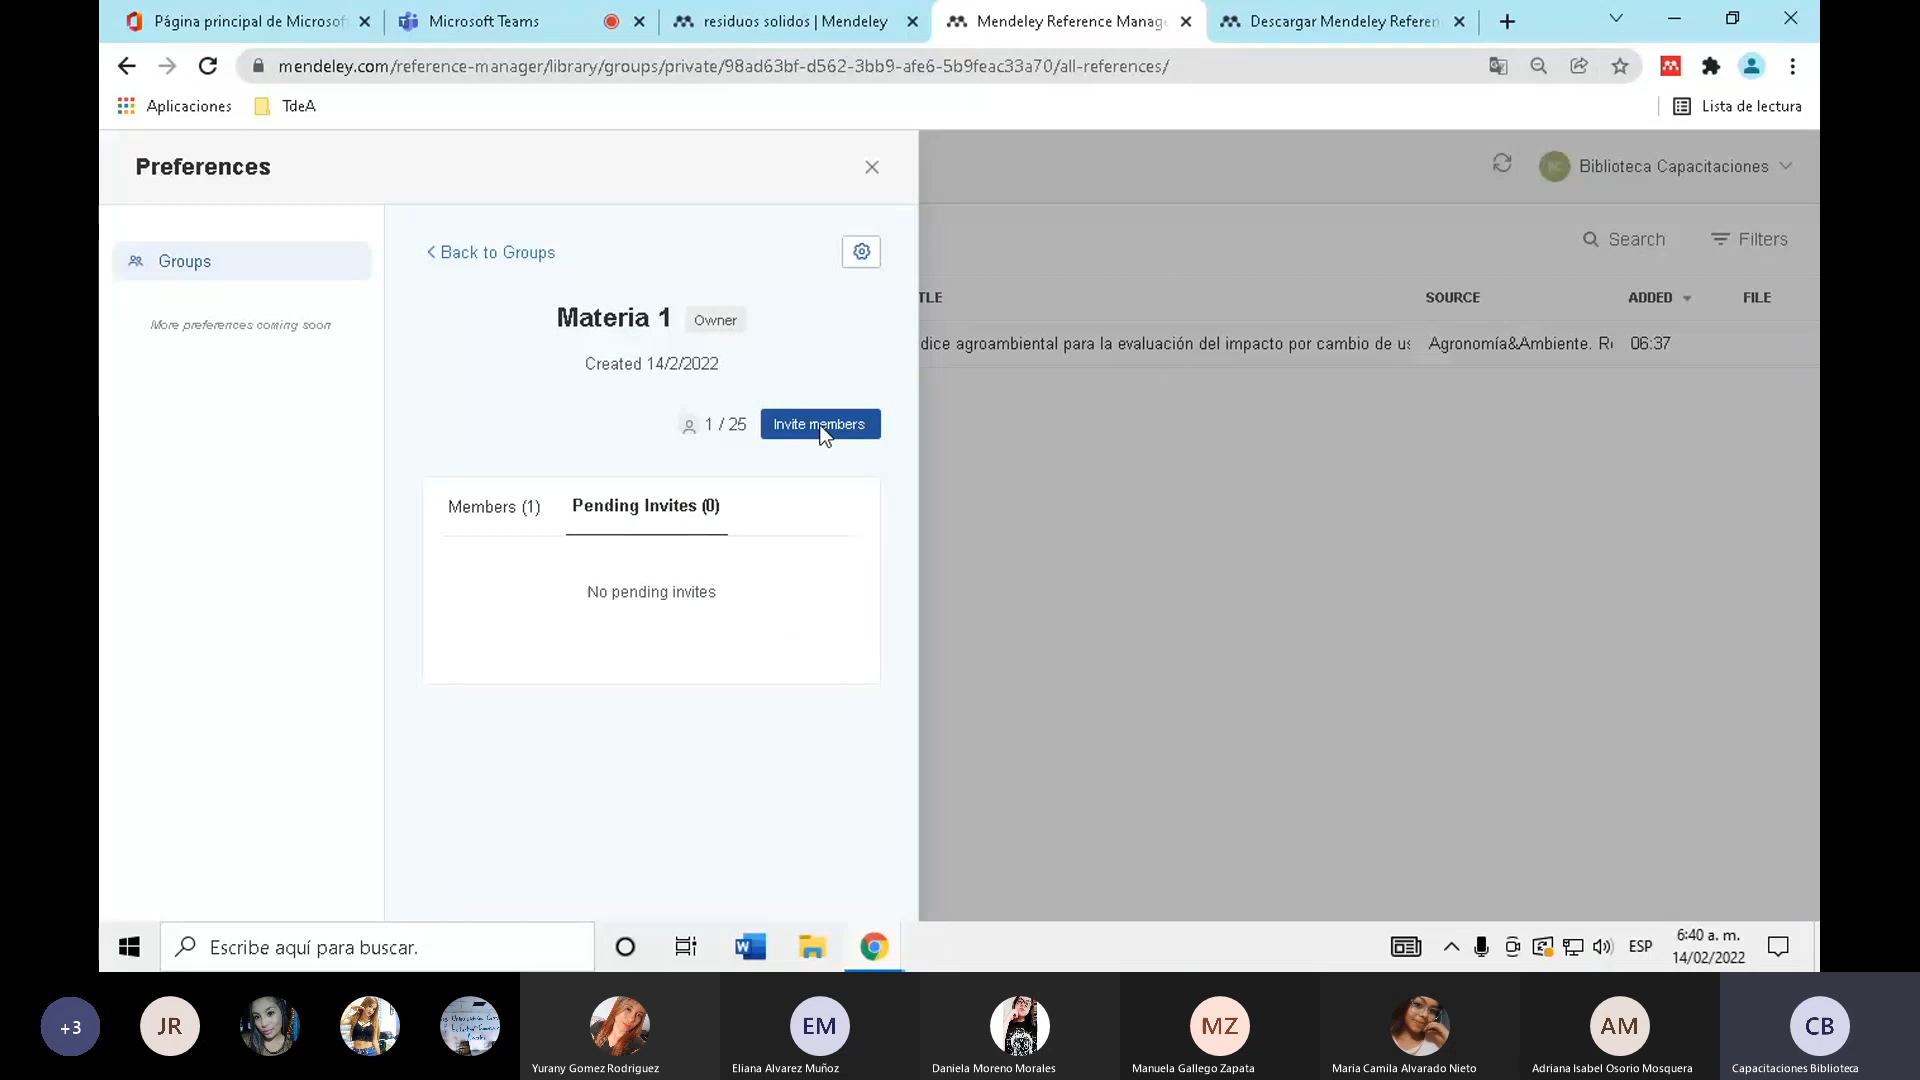 Página principal de Microsof
Microsoft Teams
residuos solidos | Mendeley
Mendeley Reference Manag
Descargar Mendeley Referen
mendeley.com/reference-manager/library/groups/private/98ad63bf-d562-3bb9-afe6-5b9feac33a70/all-references/
Aplicaciones
TdeA
Lista de lectura
Preferences
Biblioteca Capacitaciones
Groups
More preferences coming soon
Back to Groups
Search
Filters
Materia 1
Owner
Created 14/2/2022
1 / 25
Invite members
TLE
SOURCE
ADDED
FILE
dice agroambiental para la evaluación del impacto por cambio de us
Agronomía&Ambiente. R
06:37
Members (1)
Pending Invites (0)
No pending invites
Escribe aquí para buscar.
ESP
6:40 a. m.
14/02/2022
+3
JR
EM
MZ
AM
CB
Yurany Gomez Rodriguez
Eliana Alvarez Muñoz
Daniela Moreno Morales
Manuela Gallego Zapata
Maria Camila Alvarado Nieto
Adriana Isabel Osorio Mosquera
Capacitaciones Biblioteca